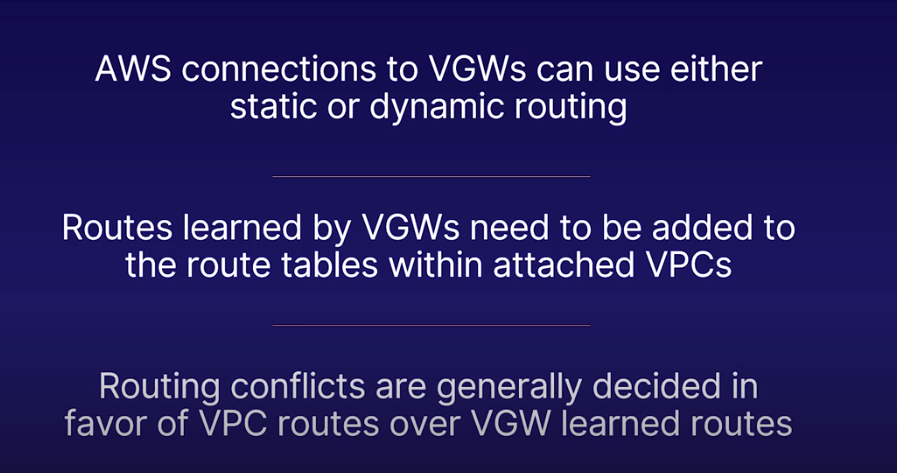 AWS connections to VGWs can use either
static or dynamic routing
Routes learned by VGWs need to be added to
the route tables within attached VPCs
Routing conflicts are generally decided in
favor of VPC routes over VGW learned routes